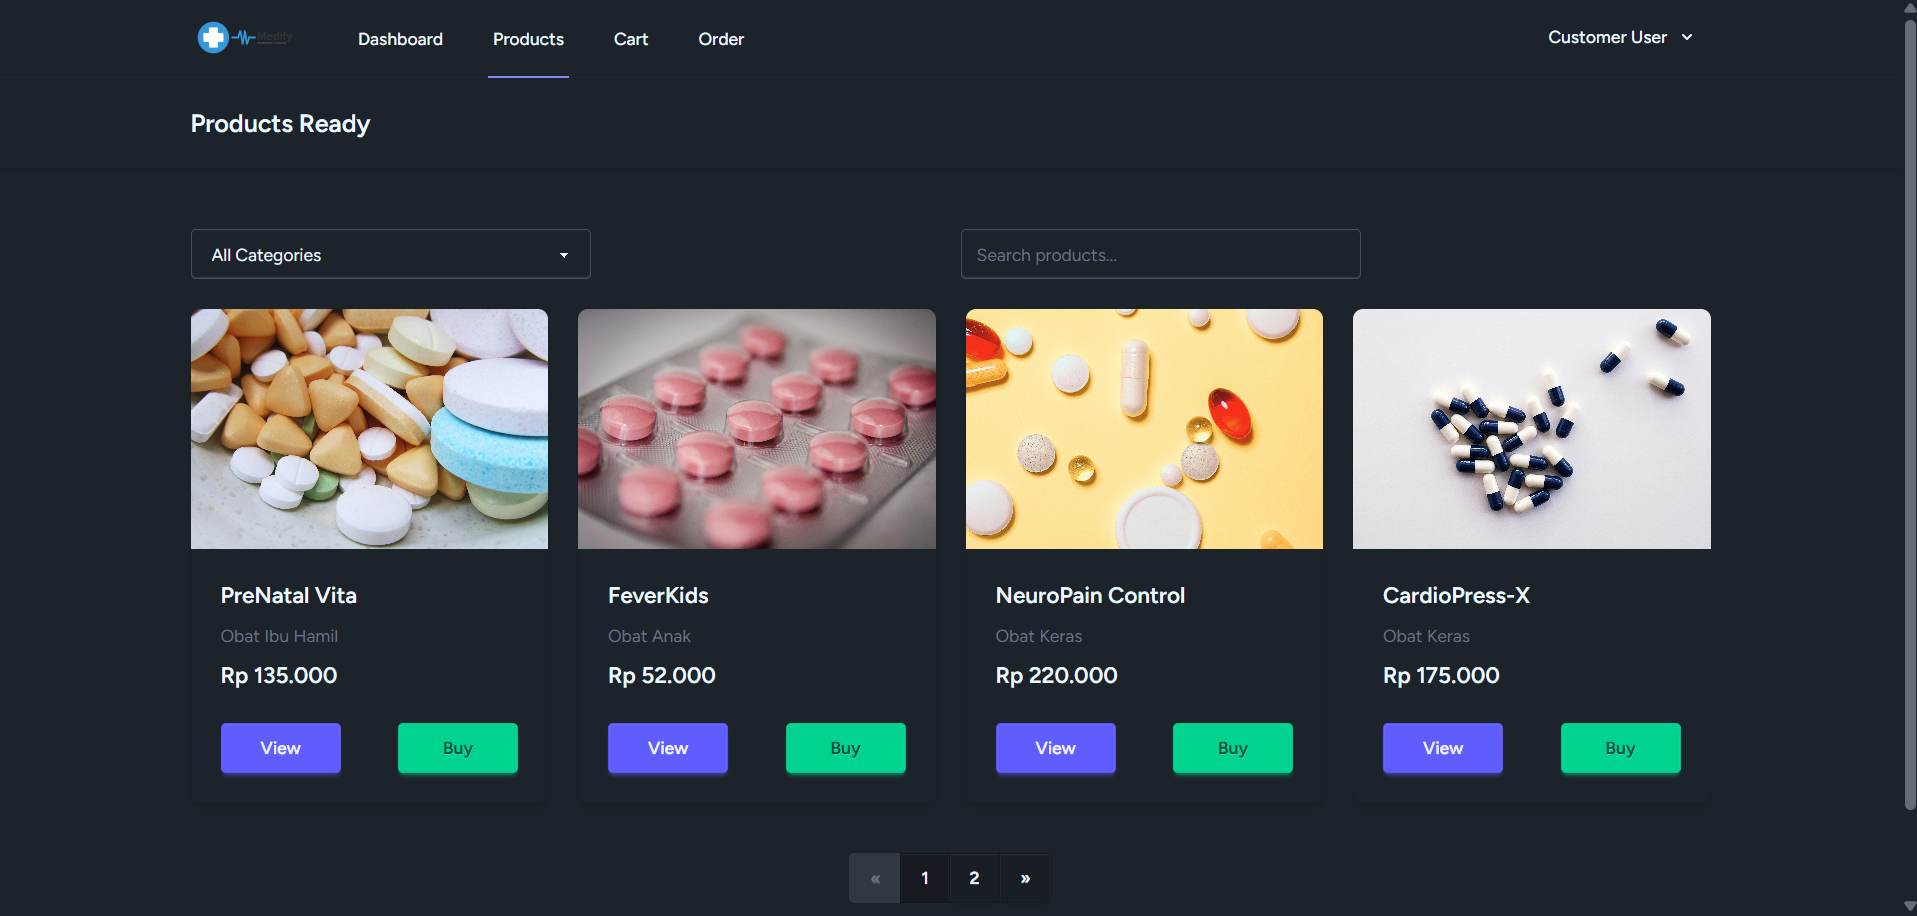 Medify
Dashboard Products Cart Order Customer User
Products Ready
All Categories Search products...
PreNatal Vita FeverKids NeuroPain Control CardioPress-X
Obat Ibu Hamil Obat Anak Obat Keras Obat Keras
Rp 135.000 Rp 52.000 Rp 220.000 Rp 175.000
View Buy View Buy View Buy View Buy
« 1 2 »